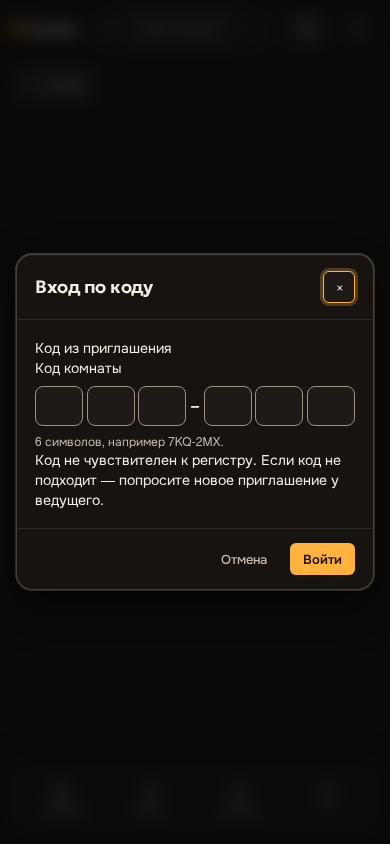 Вход по коду
×
Код из приглашения
Код комнаты
–
6 символов, например 7KQ-2MX.
Код не чувствителен к регистру. Если код не
подходит — попросите новое приглашение у
ведущего.
Отмена
Войти